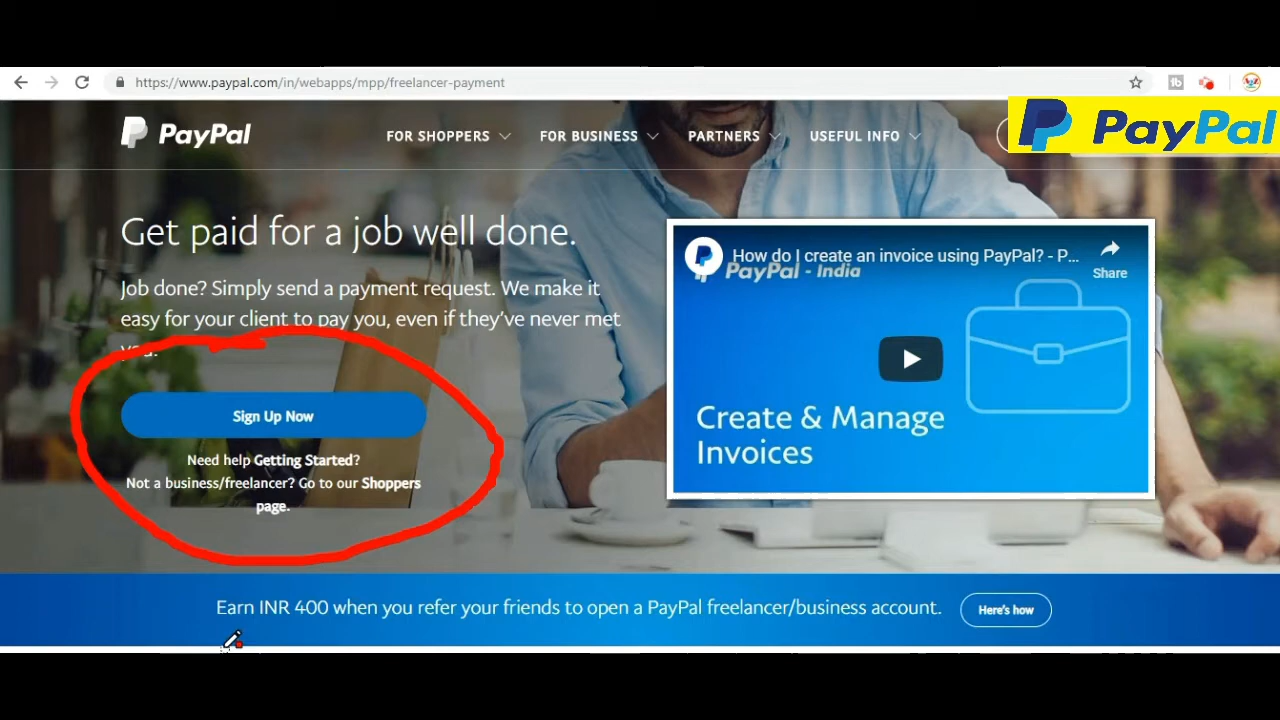 https://www.paypal.com/in/webapps/mpp/freelancer-payment
PayPal
FOR SHOPPERS
FOR BUSINESS
PARTNERS
USEFUL INFO
PayPal
Get paid for a job well done.
Job done? Simply send a payment request. We make it
easy for your client to pay you, even if they've never met
you.
Sign Up Now
Need help Getting Started?
Not a business/freelancer? Go to our Shoppers
page.
How do I create an invoice using PayPal? - P...
Share
PayPal - India
Create & Manage
Invoices
Earn INR 400 when you refer your friends to open a PayPal freelancer/business account.
Here's how